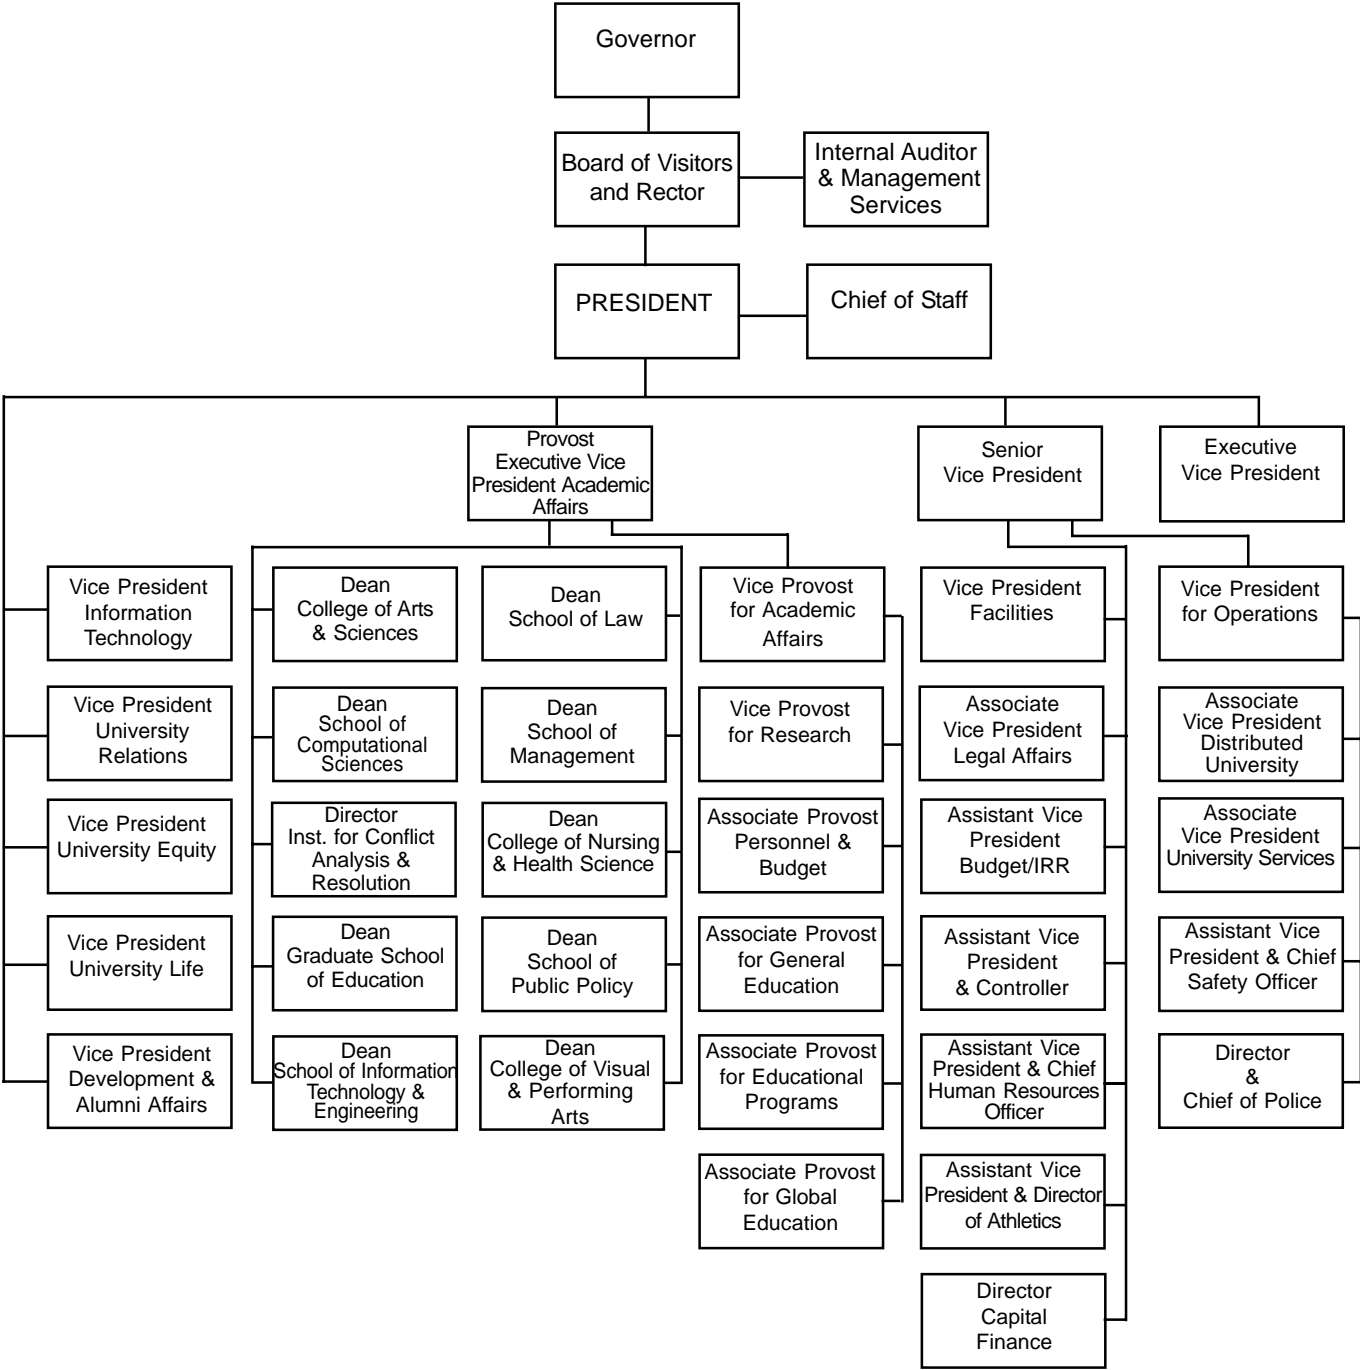 Governor
Board of Visitors
and Rector
Internal Auditor
& Management
Services
PRESIDENT
Chief of Staff
Provost
Executive Vice
President Academic
Affairs
Senior
Vice President
Executive
Vice President
Vice President
Information
Technology
Vice President
University
Relations
Vice President
University Equity
Vice President
University Life
Vice President
Development &
Alumni Affairs
Dean
College of Arts
& Sciences
Dean
School of
Computational
Sciences
Director
Inst. for Conflict
Analysis &
Resolution
Dean
Graduate School
of Education
Dean
School of Information
Technology &
Engineering
Dean
School of Law
Dean
School of
Management
Dean
College of Nursing
& Health Science
Dean
School of
Public Policy
Dean
College of Visual
& Performing
Arts
Vice Provost
for Academic
Affairs
Vice Provost
for Research
Associate Provost
Personnel &
Budget
Associate Provost
for General
Education
Associate Provost
for Educational
Programs
Associate Provost
for Global
Education
Vice President
Facilities
Associate
Vice President
Legal Affairs
Assistant Vice
President
Budget/IRR
Assistant Vice
President
& Controller
Assistant Vice
President & Chief
Human Resources
Officer
Assistant Vice
President & Director
of Athletics
Director
Capital
Finance
Vice President
for Operations
Associate
Vice President
Distributed
University
Associate
Vice President
University Services
Assistant Vice
President & Chief
Safety Officer
Director
&
Chief of Police